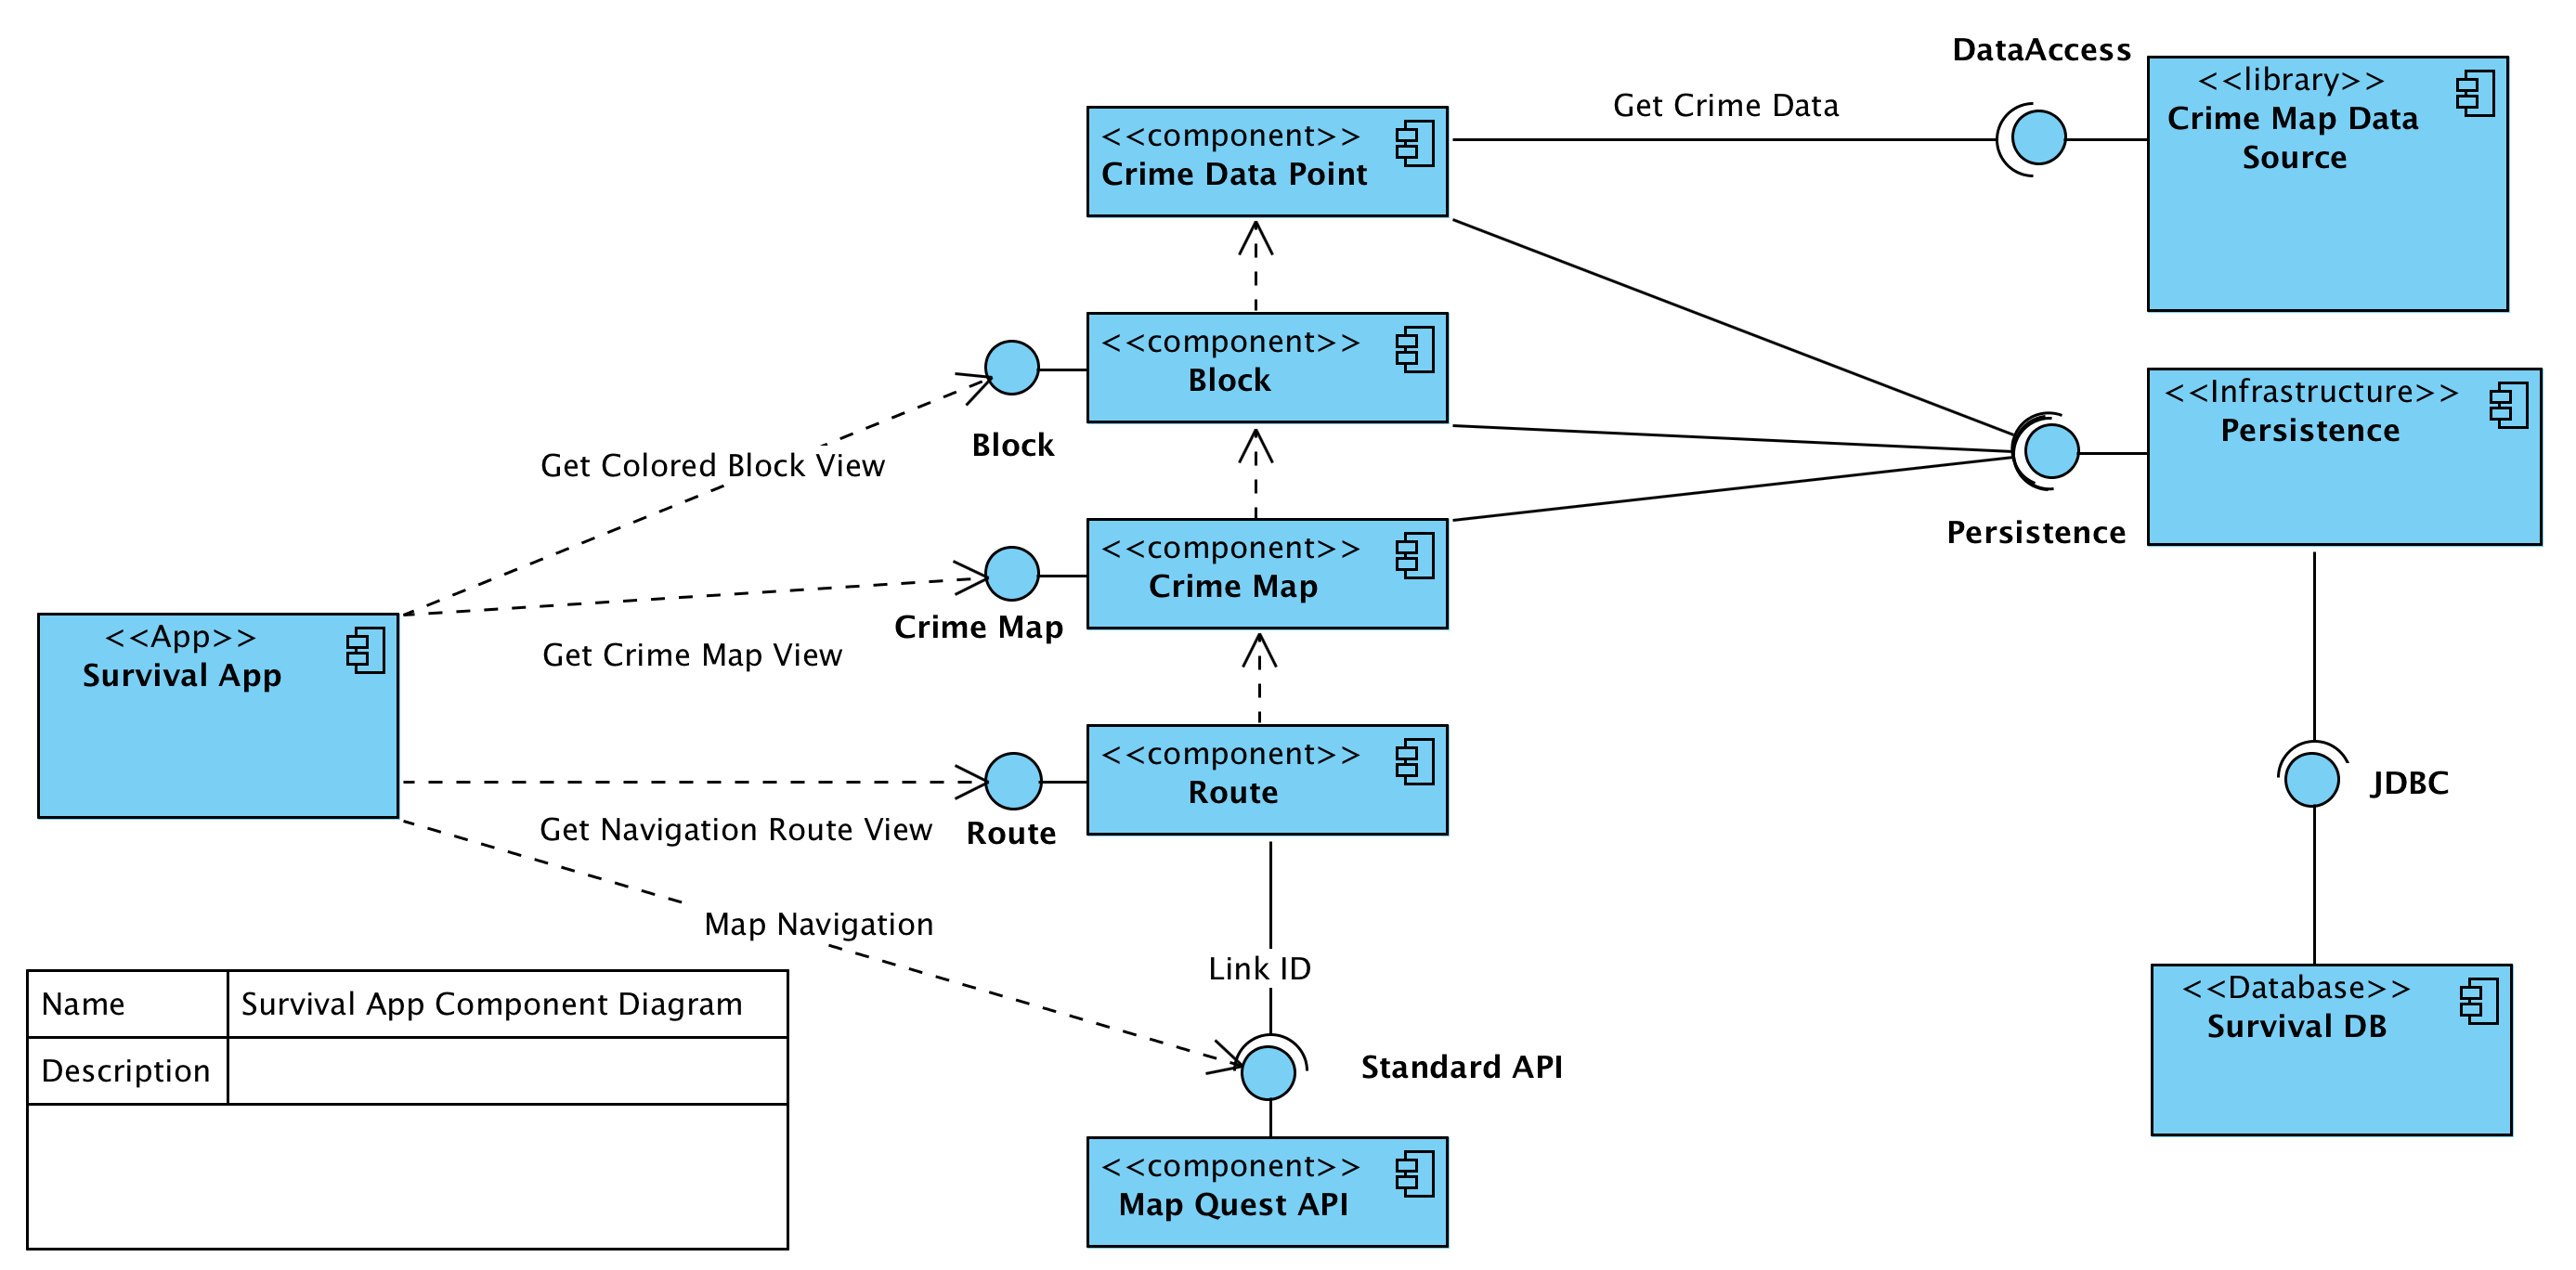 DataAccess
<<library>>
Crime Map Data
Source
Get Crime Data
<<component>>
Crime Data Point
<<component>>
Block
Block
Get Colored Block View
<<Infrastructure>>
Persistence
Persistence
<<component>>
Crime Map
Crime Map
Get Crime Map View
<<App>>
Survival App
<<component>>
Route
Route
Get Navigation Route View
JDBC
Map Navigation
Link ID
Standard API
<<Database>>
Survival DB
<<component>>
Map Quest API
Name
Survival App Component Diagram
Description